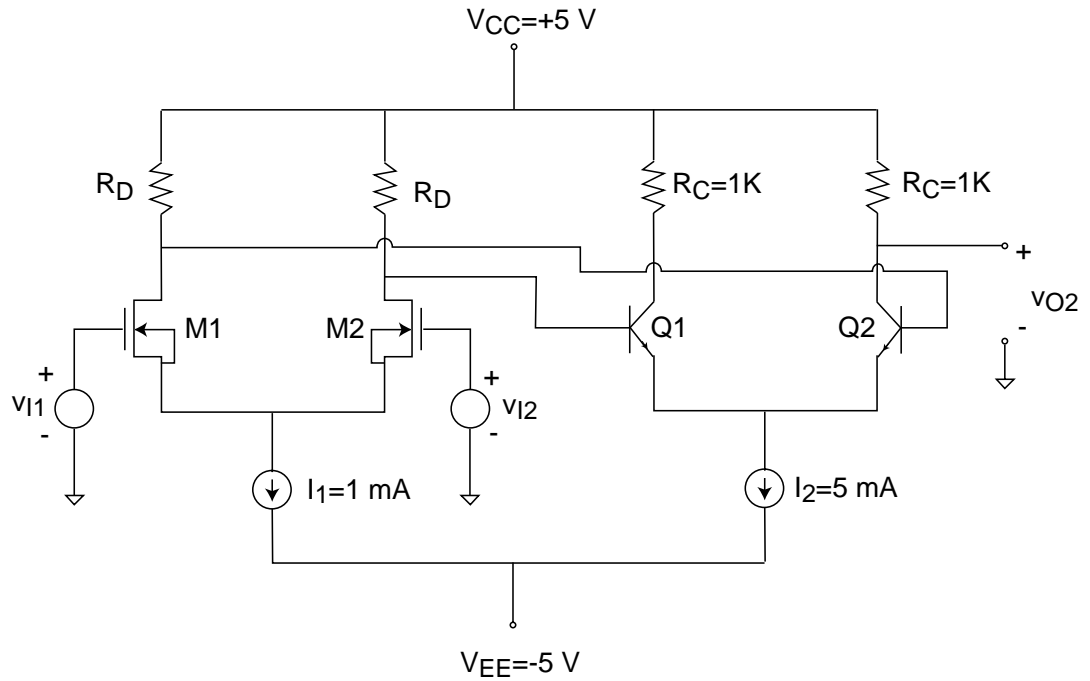 VCC=+5 V
RD
RD
RC=1K
RC=1K
+
vO2
-
M1
M2
Q1
Q2
+
vI1
-
+
vI2
-
I1=1 mA
I2=5 mA
VEE=-5 V